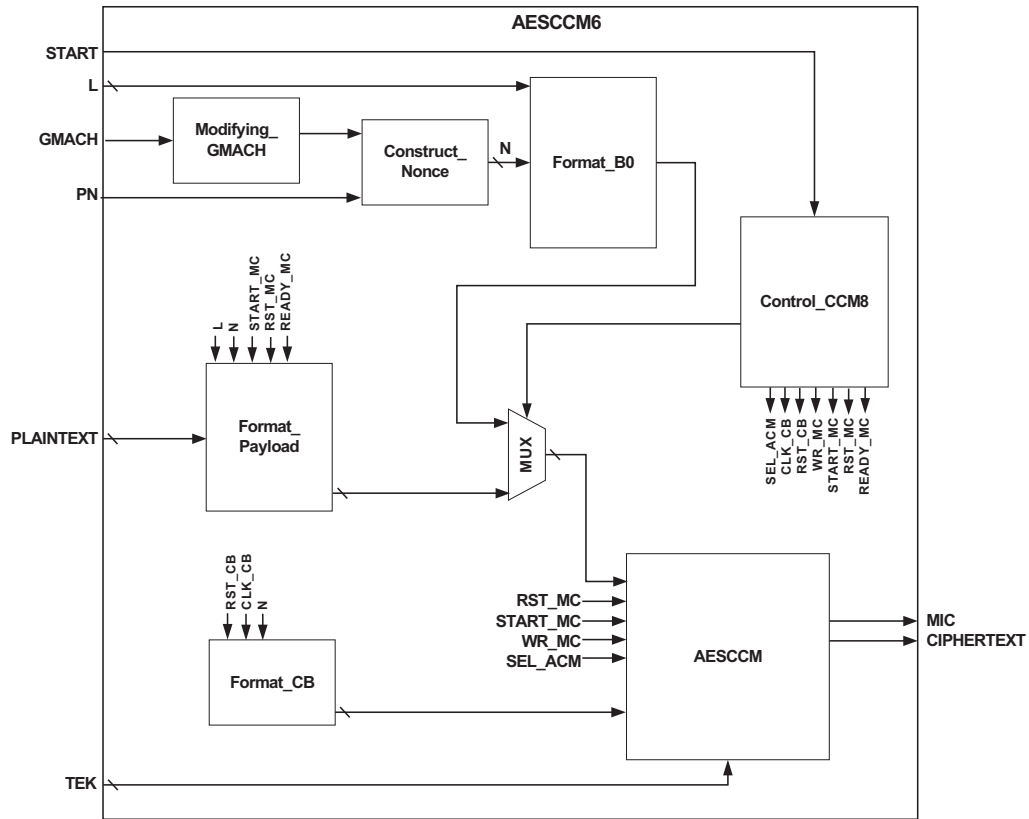 AESCCM6
START
L
GMACH
PN
Modifying_
GMACH
Construct_
Nonce
N
Format_B0
Control_CCM8
SEL_ACM
CLK_CB
RST_CB
WR_MC
START_MC
RST_MC
READY_MC
L
N
START_MC
RST_MC
READY_MC
PLAINTEXT
Format_
Payload
MUX
RST_CB
CLK_CB
N
Format_CB
RST_MC
START_MC
WR_MC
SEL_ACM
AESCCM
MIC
CIPHERTEXT
TEK